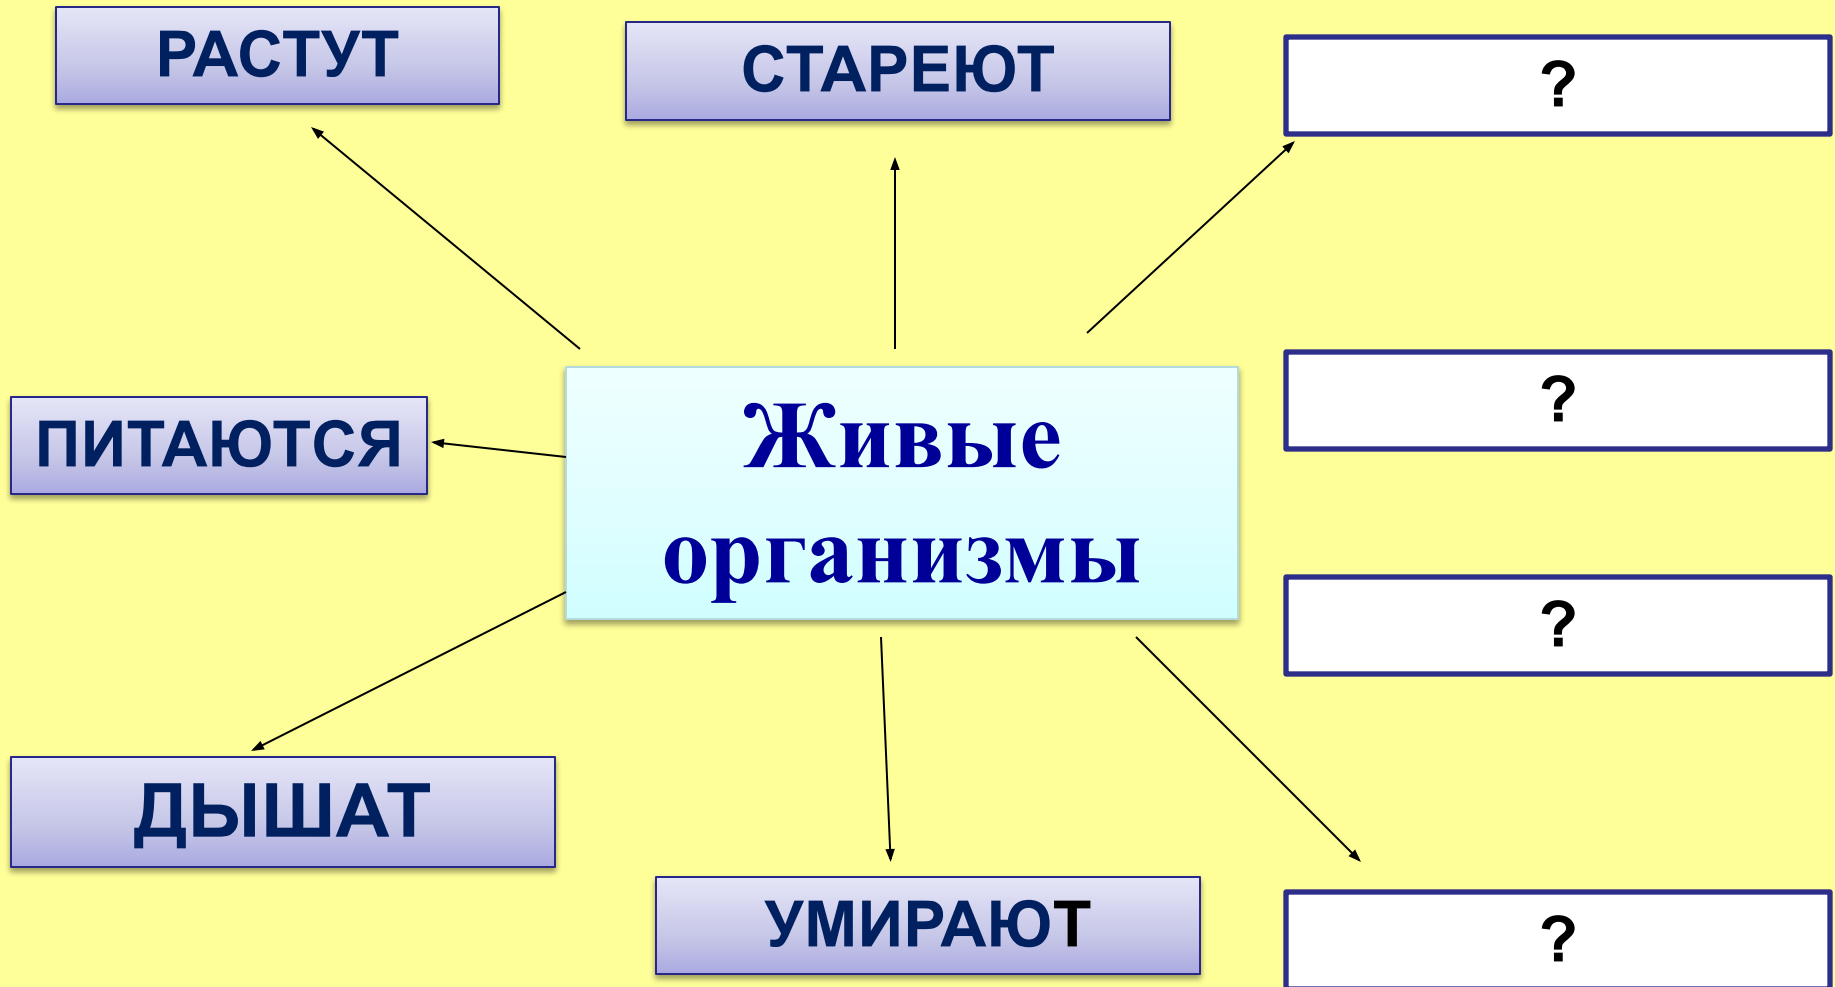 РАСТУТ
СТАРЕЮТ
?
?
ПИТАЮТСЯ
Живые
организмы
?
ДЫШАТ
УМИРАЮТ
?